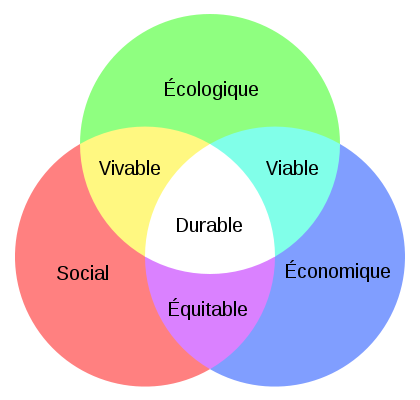 Écologique
Vivable
Viable
Durable
Social
Économique
Équitable